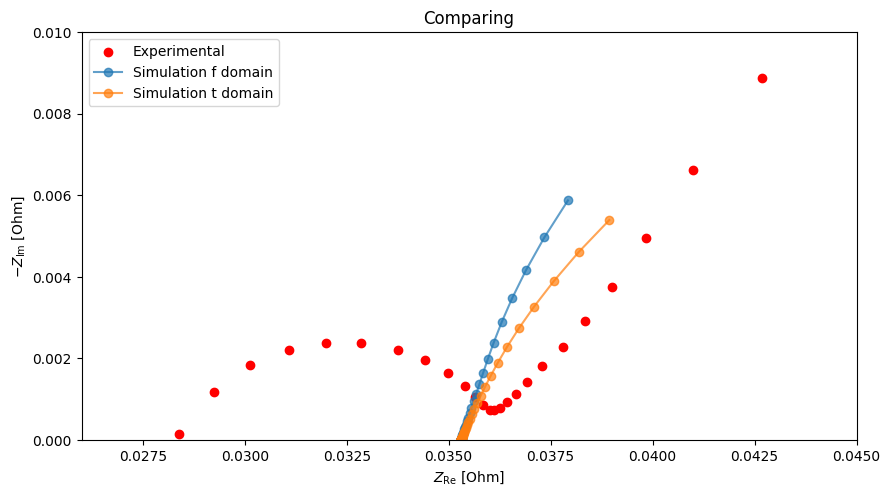 Comparing
Experimental
Simulation f domain
Simulation t domain
0.010
0.008
0.006
0.004
0.002
0.000
−Z_Im [Ohm]
0.0275 0.0300 0.0325 0.0350 0.0375 0.0400 0.0425 0.0450
Z_Re [Ohm]